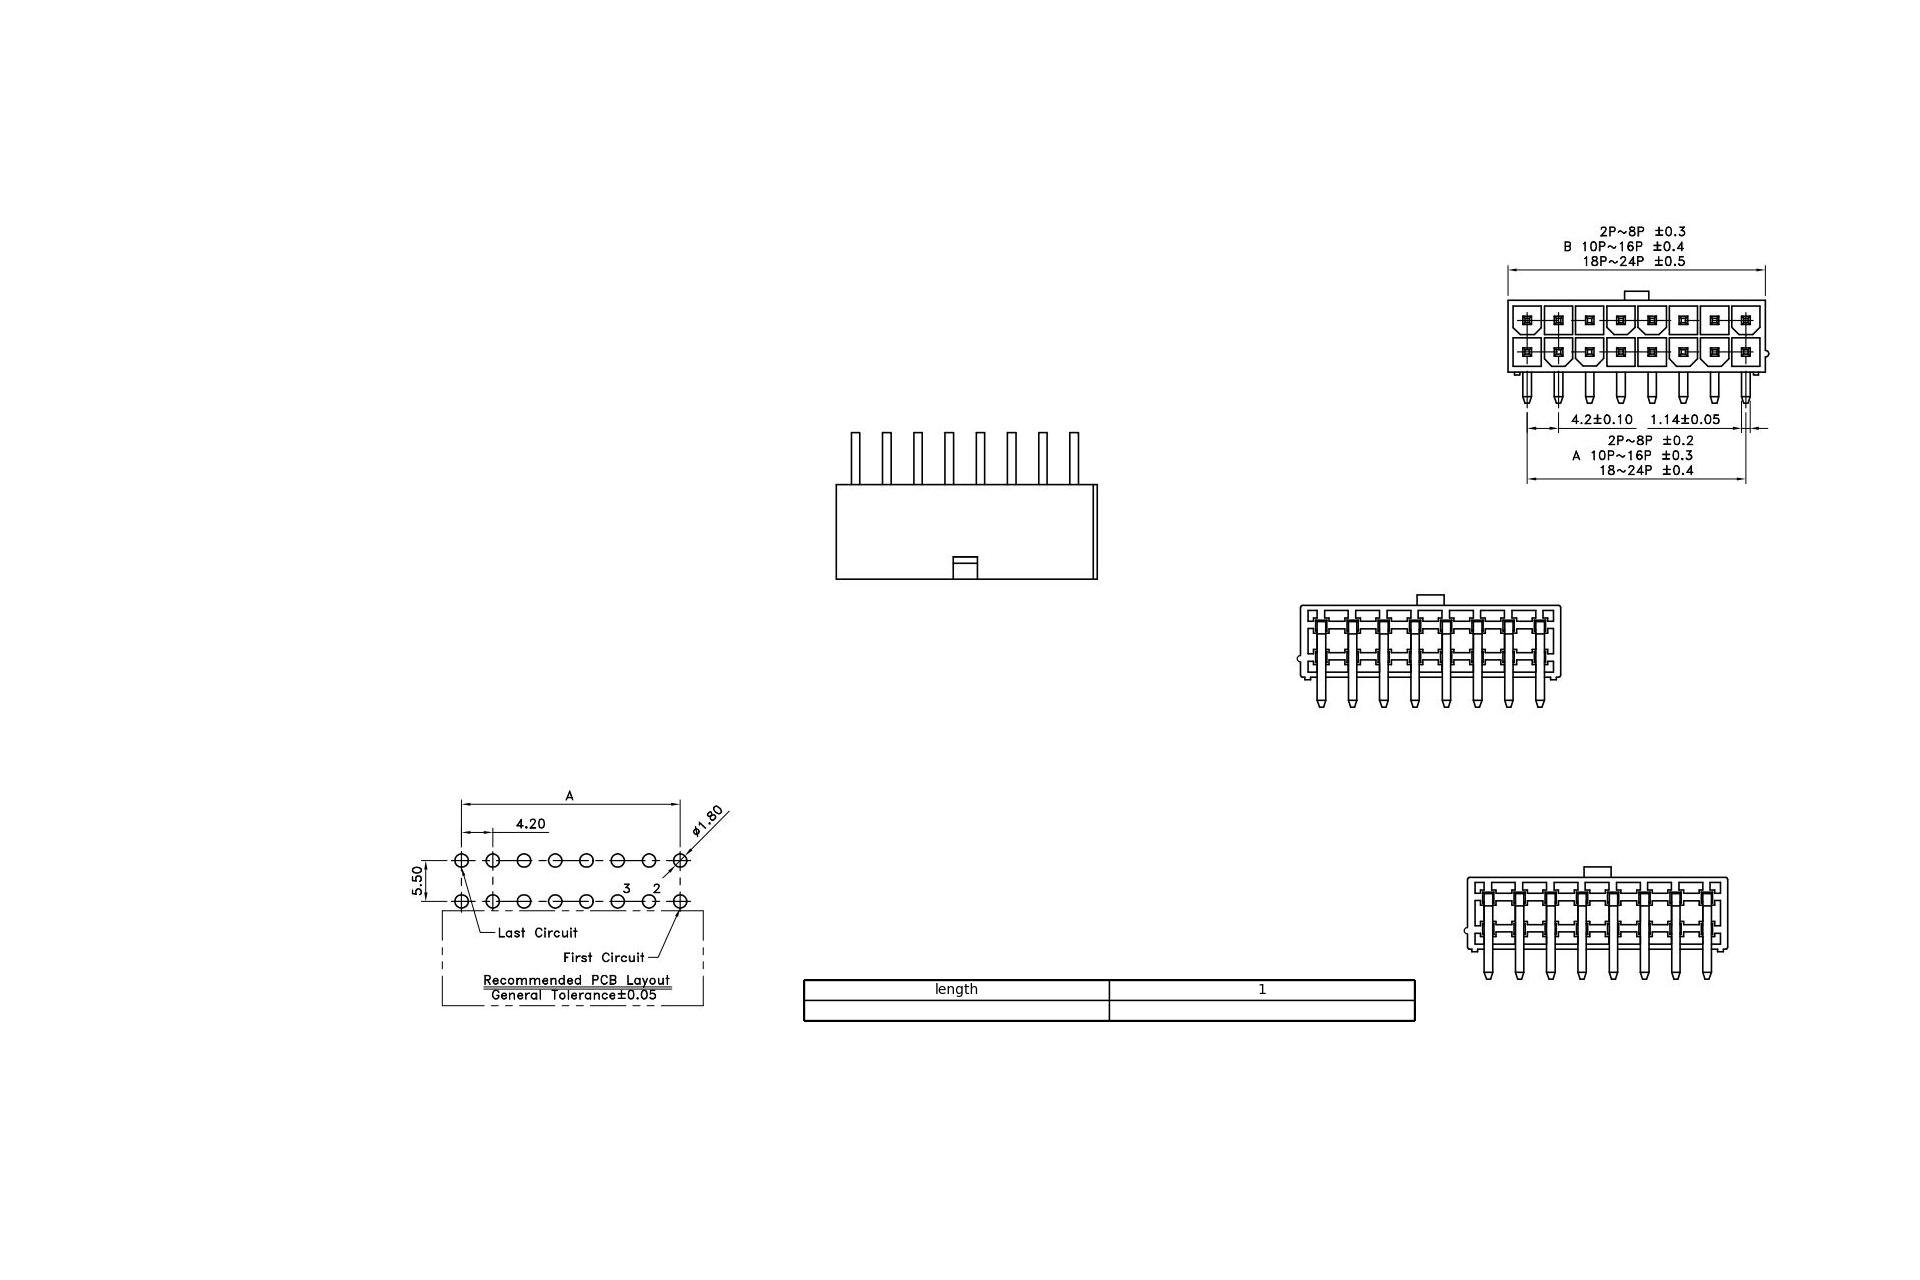 2P~8P ±0.3
B 10P~16P ±0.4
18P~24P ±0.5
4.2±0.10 1.14±0.05
2P~8P ±0.2
A 10P~16P ±0.3
18~24P ±0.4
A
4.20
ø1.80
5.50
3 2
Last Circuit
First Circuit
Recommended PCB Layout
General Tolerance±0.05
length 1